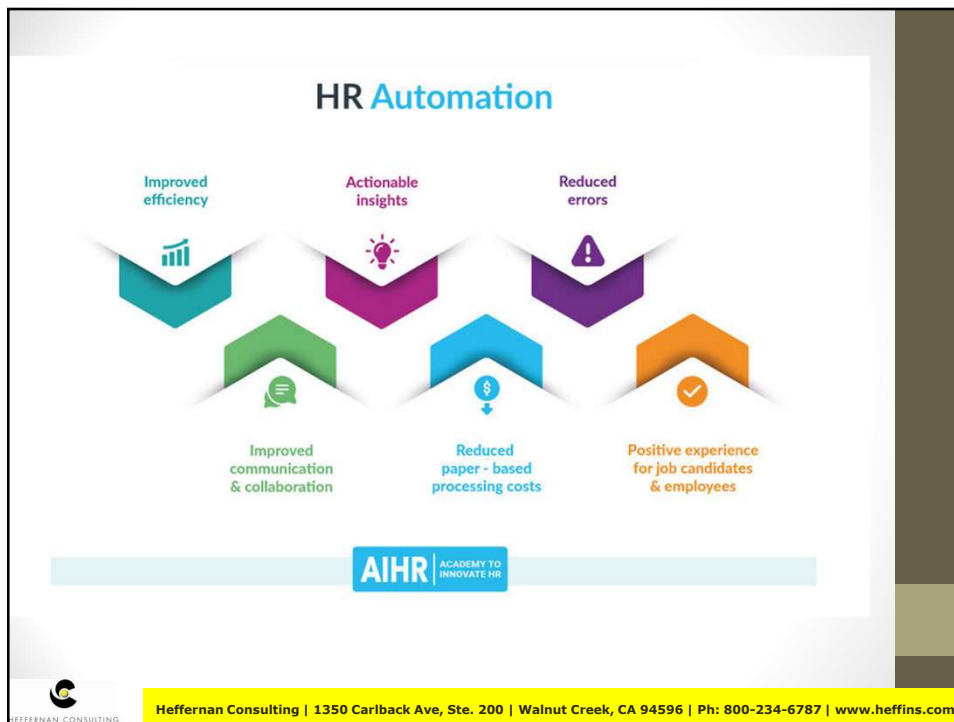 HR Automation
Improved
efficiency
Actionable
insights
Reduced
errors
Improved
communication
& collaboration
Reduced
paper - based
processing costs
Positive experience
for job candidates
& employees
AIHR
ACADEMY TO
INNOVATE HR
HEFFERNAN CONSULTING
Heffernan Consulting | 1350 Carlback Ave, Ste. 200 | Walnut Creek, CA 94596 | Ph: 800-234-6787 | www.heffins.com